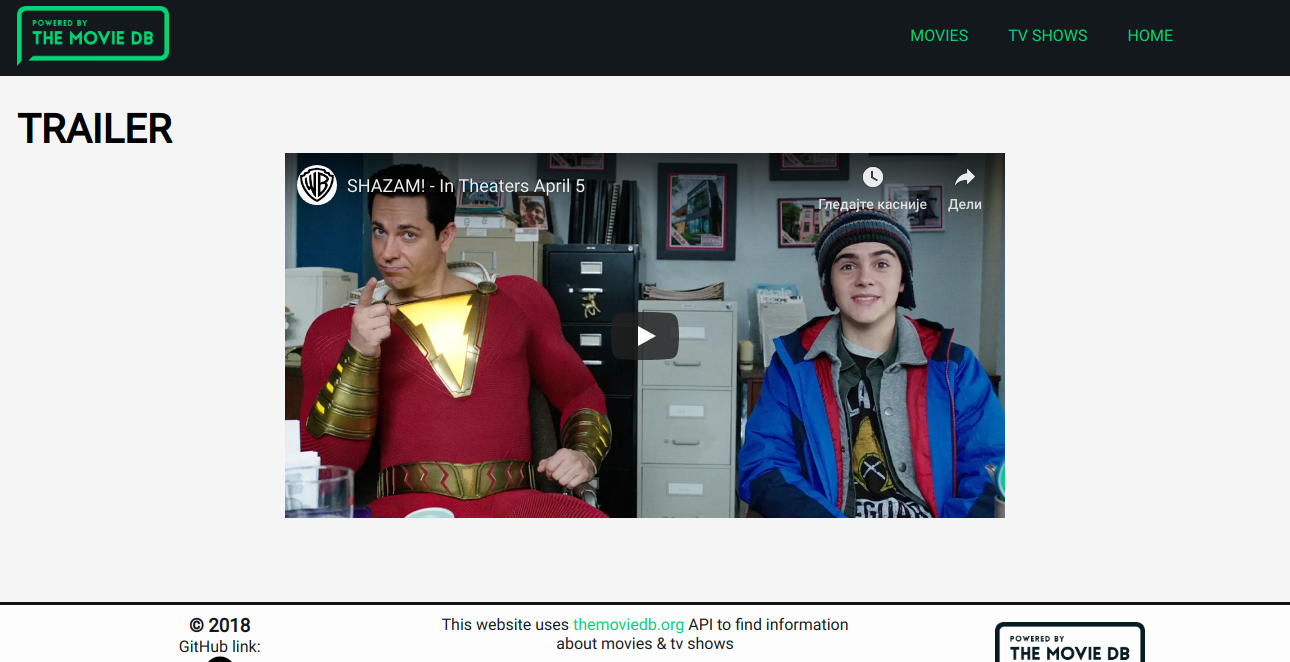 POWERED BY
THE MOVIE DB
MOVIES
TV SHOWS
HOME
TRAILER
SHAZAM! - In Theaters April 5
Гледајте касније
Дели
© 2018
GitHub link:
This website uses themoviedb.org API to find information
about movies & tv shows
POWERED BY
THE MOVIE DB